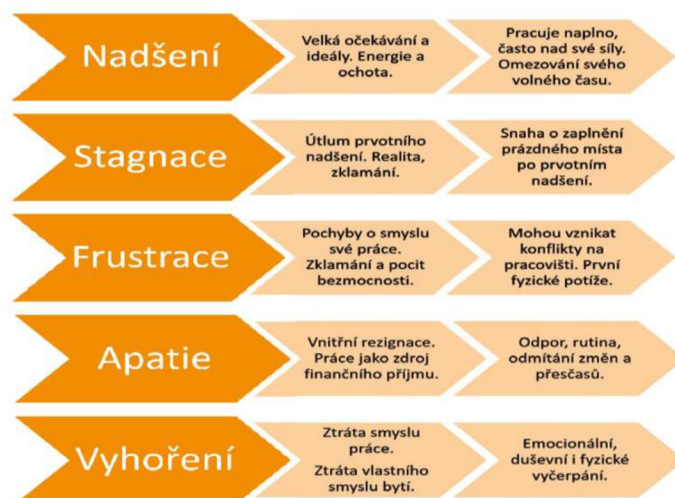 Nadšení
Velká očekávání a
ideály. Energie a
ochota.
Pracuje naplno,
často nad své síly.
Omezování svého
volného času.
Stagnace
Útlum prvotního
nadšení. Realita,
zklamání.
Snaha o zaplnění
prázdného místa
po prvotním
nadšení.
Frustrace
Pochyby o smyslu
své práce.
Zklamání a pocit
bezmocnosti.
Mohou vznikat
konflikty na
pracovišti. První
fyzické potíže.
Apatie
Vnitřní rezignace.
Práce jako zdroj
finančního příjmu.
Odpor, rutina,
odmítání změn a
přesčasů.
Vyhoření
Ztráta smyslu
práce.
Ztráta vlastního
smyslu bytí.
Emocionální,
duševní i fyzické
vyčerpání.